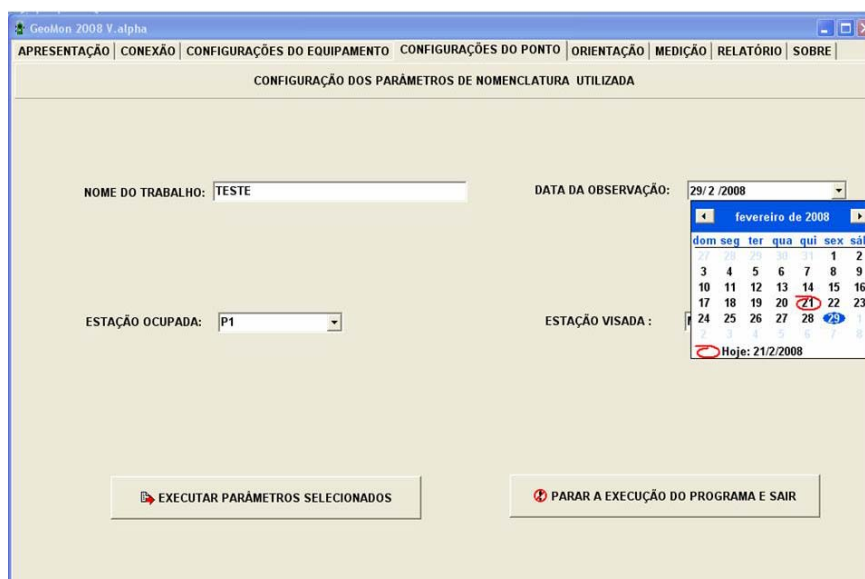 GeoMon 2008 V.alpha
APRESENTAÇÃO CONEXÃO CONFIGURAÇÕES DO EQUIPAMENTO CONFIGURAÇÕES DO PONTO ORIENTAÇÃO MEDIÇÃO RELATÓRIO SOBRE
CONFIGURAÇÃO DOS PARÂMETROS DE NOMENCLATURA UTILIZADA
NOME DO TRABALHO: TESTE
DATA DA OBSERVAÇÃO: 29/ 2 /2008
fevereiro de 2008
dom seg ter qua qui sex sáb
27 28 29 30 31 1 2
3 4 5 6 7 8 9
10 11 12 13 14 15 16
17 18 19 20 21 22 23
24 25 26 27 28 29 1
2 3 4 5 6 7 8
Hoje: 21/2/2008
ESTAÇÃO OCUPADA: P1
ESTAÇÃO VISADA :
EXECUTAR PARÂMETROS SELECIONADOS
PARAR A EXECUÇÃO DO PROGRAMA E SAIR